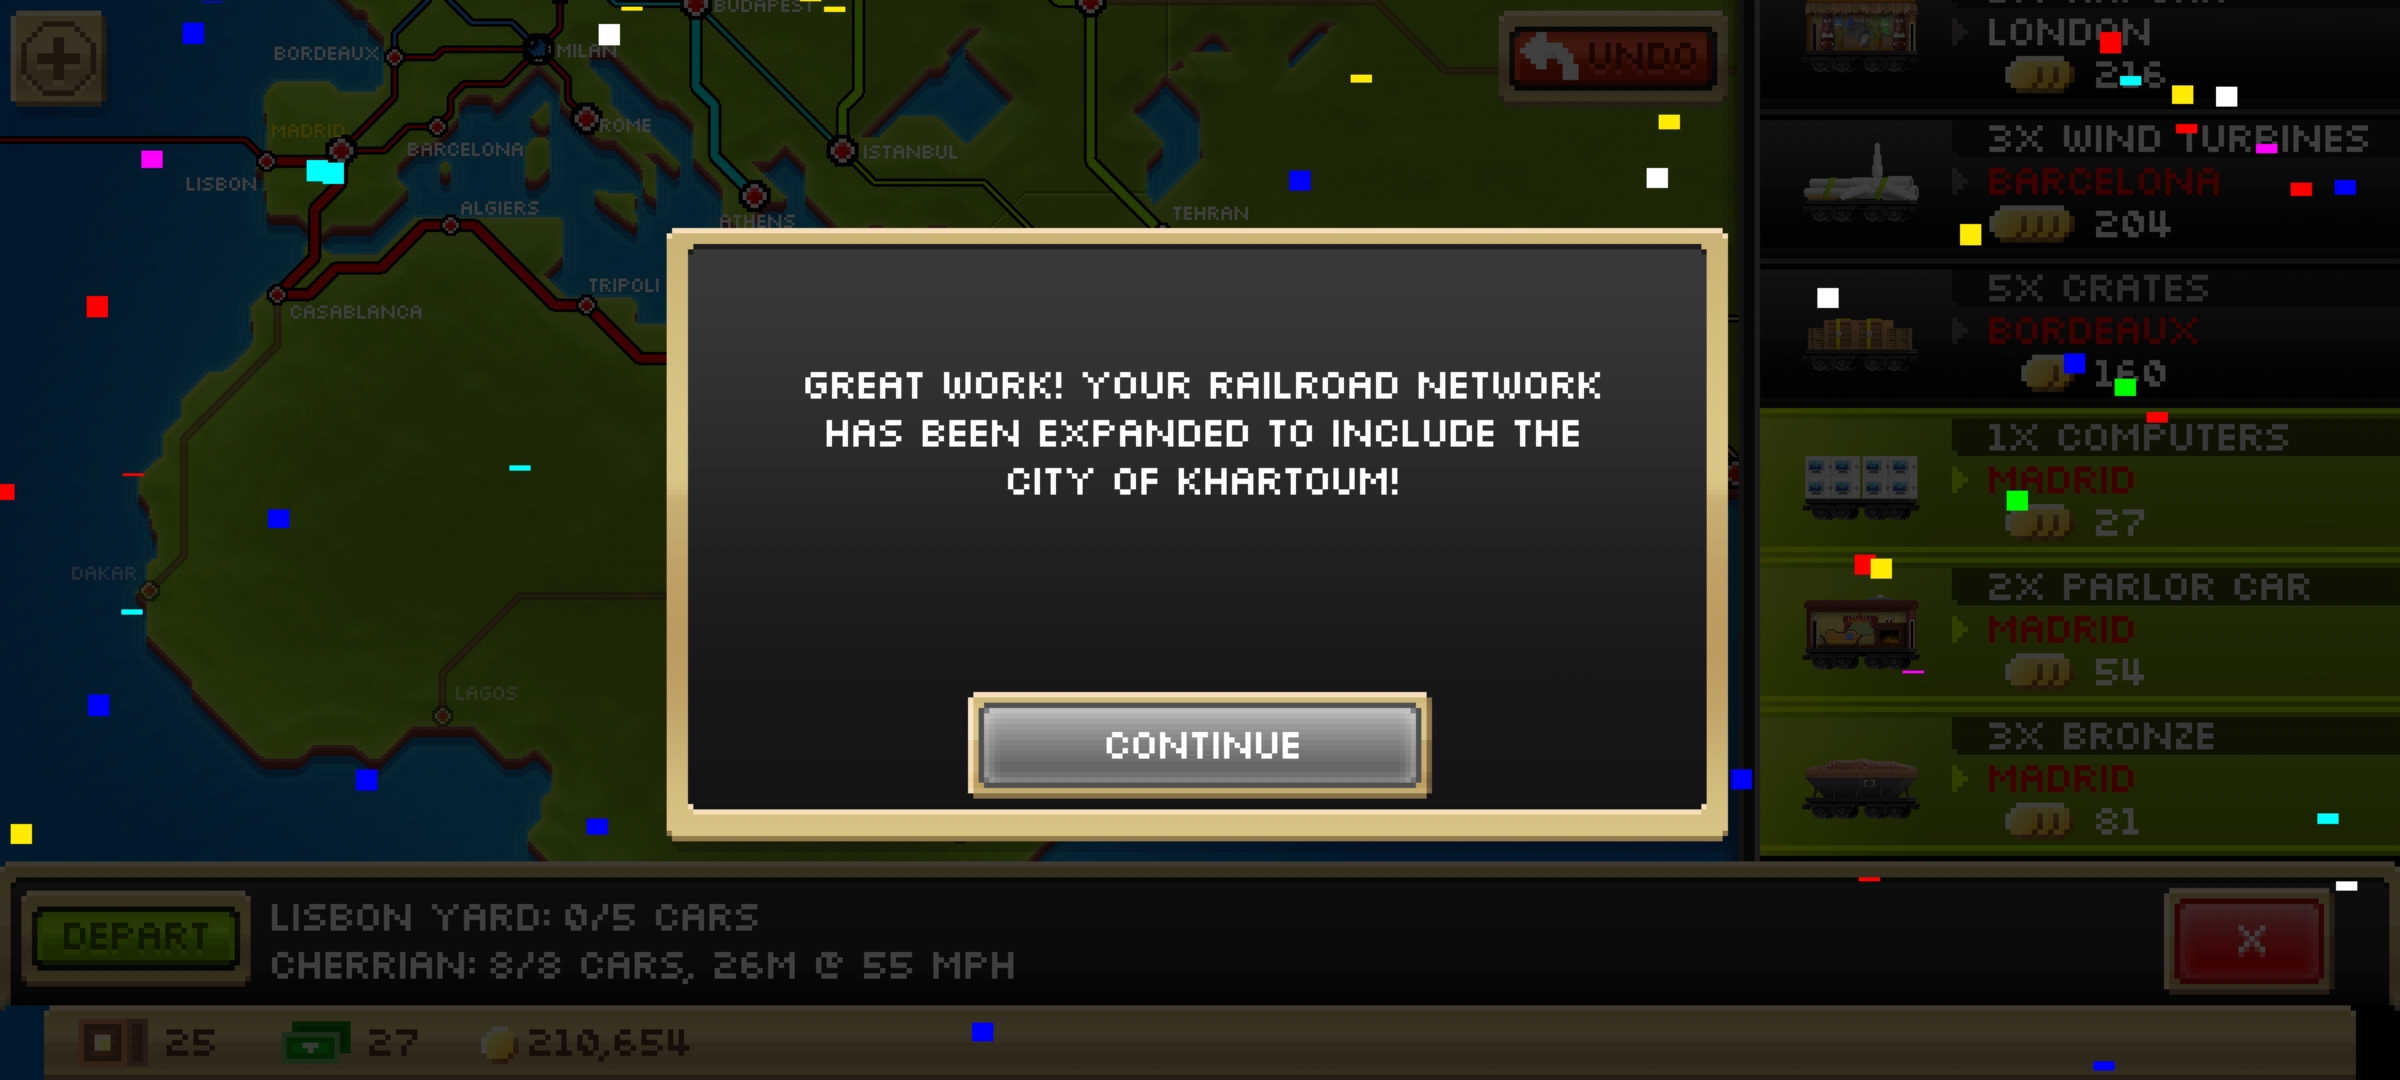 BUDAPEST
BORDEAUX
MILAN
UNDO
MADRID
ROME
BARCELONA
ISTANBUL
LISBON
ALGIERS
ATHENS
TEHRAN
TRIPOLI
CASABLANCA
DAKAR
LAGOS
GREAT WORK! YOUR RAILROAD NETWORK
HAS BEEN EXPANDED TO INCLUDE THE
CITY OF KHARTOUM!
CONTINUE
LONDON
216
3X WIND TURBINES
BARCELONA
204
5X CRATES
BORDEAUX
160
1X COMPUTERS
MADRID
27
2X PARLOR CAR
MADRID
54
3X BRONZE
MADRID
81
DEPART
LISBON YARD: 0/5 CARS
CHERRIAN: 8/8 CARS, 26M @ 55 MPH
X
25
27
210,654